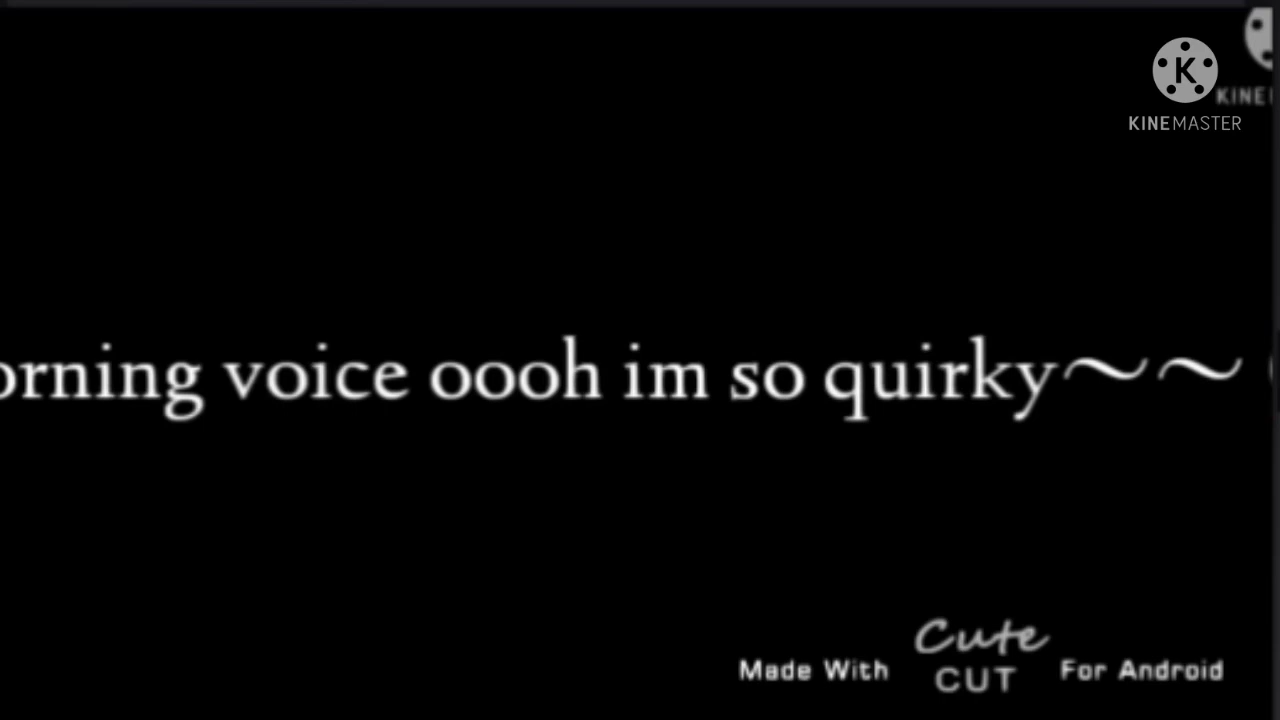 KINEMASTER
orning voice oooh im so quirky~~
Made With Cute CUT For Android